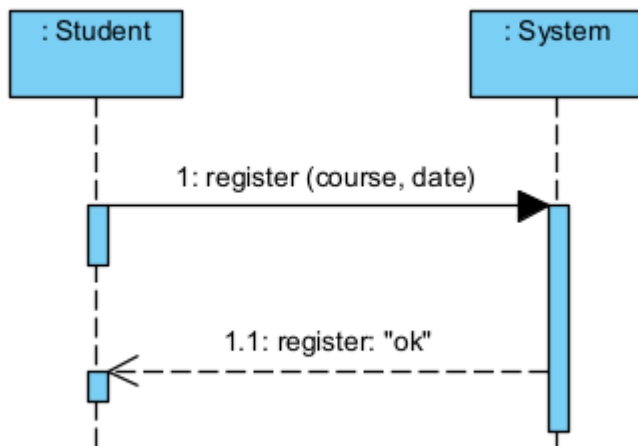 : Student
: System
1: register (course, date)
1.1: register: "ok"